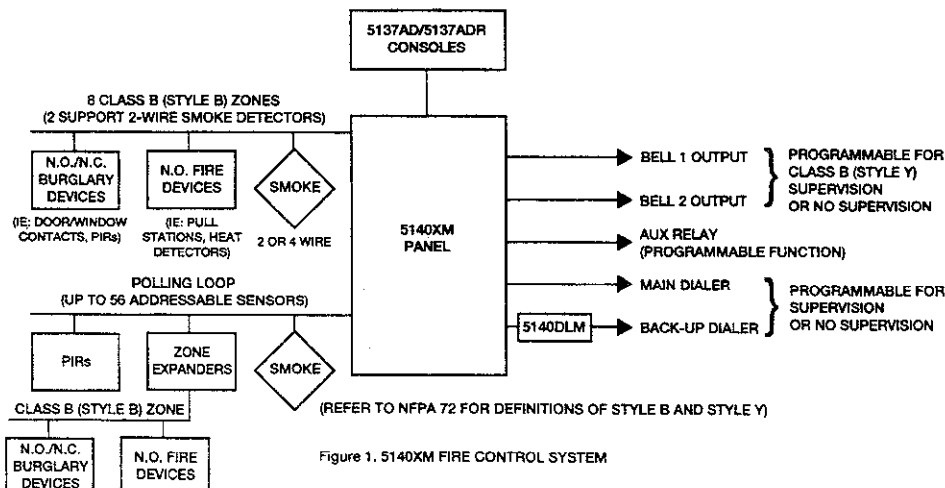 5137AD/5137ADR
CONSOLES
8 CLASS B (STYLE B) ZONES
(2 SUPPORT 2-WIRE SMOKE DETECTORS)
N.O./N.C.
BURGLARY
DEVICES
(IE: DOOR/WINDOW
CONTACTS, PIRs)
N.O. FIRE
DEVICES
(IE: PULL
STATIONS, HEAT
DETECTORS)
SMOKE
2 OR 4 WIRE
5140XM
PANEL
BELL 1 OUTPUT
BELL 2 OUTPUT
PROGRAMMABLE FOR
CLASS B (STYLE Y)
SUPERVISION
OR NO SUPERVISION
AUX RELAY
(PROGRAMMABLE FUNCTION)
MAIN DIALER
5140DLM
BACK-UP DIALER
PROGRAMMABLE FOR
SUPERVISION
OR NO SUPERVISION
POLLING LOOP
(UP TO 56 ADDRESSABLE SENSORS)
PIRs
ZONE
EXPANDERS
SMOKE
CLASS B (STYLE B) ZONE
N.O./N.C.
BURGLARY
DEVICES
N.O. FIRE
DEVICES
(REFER TO NFPA 72 FOR DEFINITIONS OF STYLE B AND STYLE Y)
Figure 1. 5140XM FIRE CONTROL SYSTEM